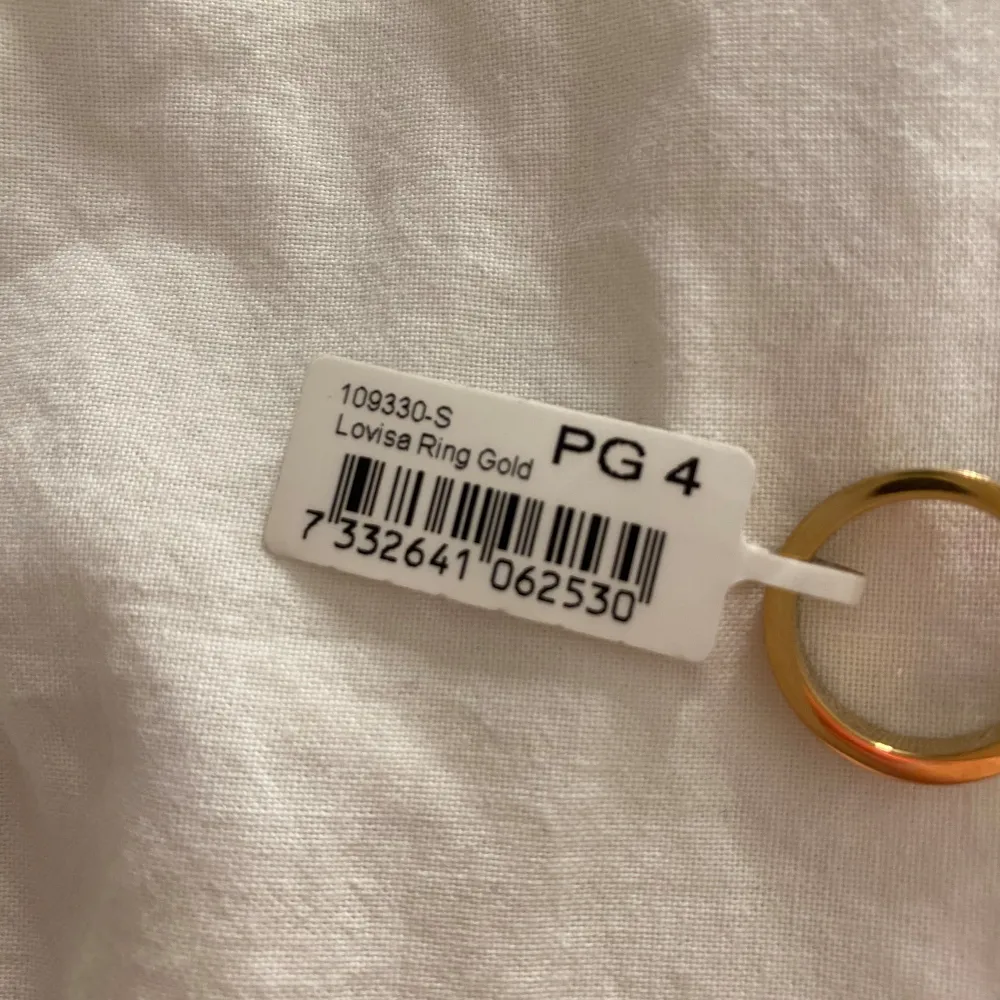 109330-S
Lovisa Ring Gold
PG 4
7 332641 062530